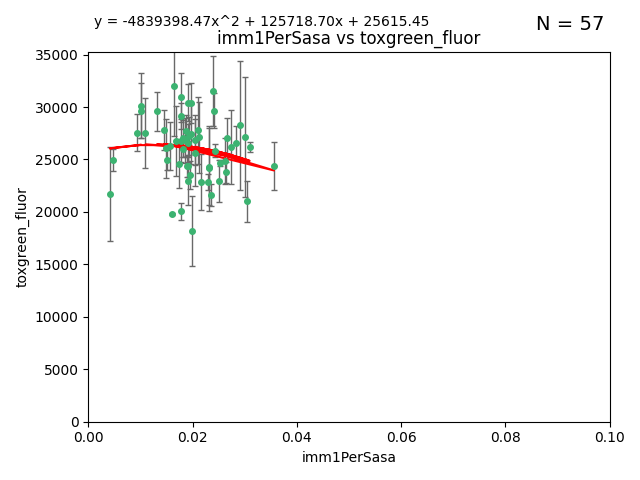 y = -4839398.47x^2 + 125718.70x + 25615.45
N = 57
imm1PerSasa vs toxgreen_fluor
35000
30000
25000
20000
15000
10000
5000
0
toxgreen_fluor
0.00 0.02 0.04 0.06 0.08 0.10
imm1PerSasa